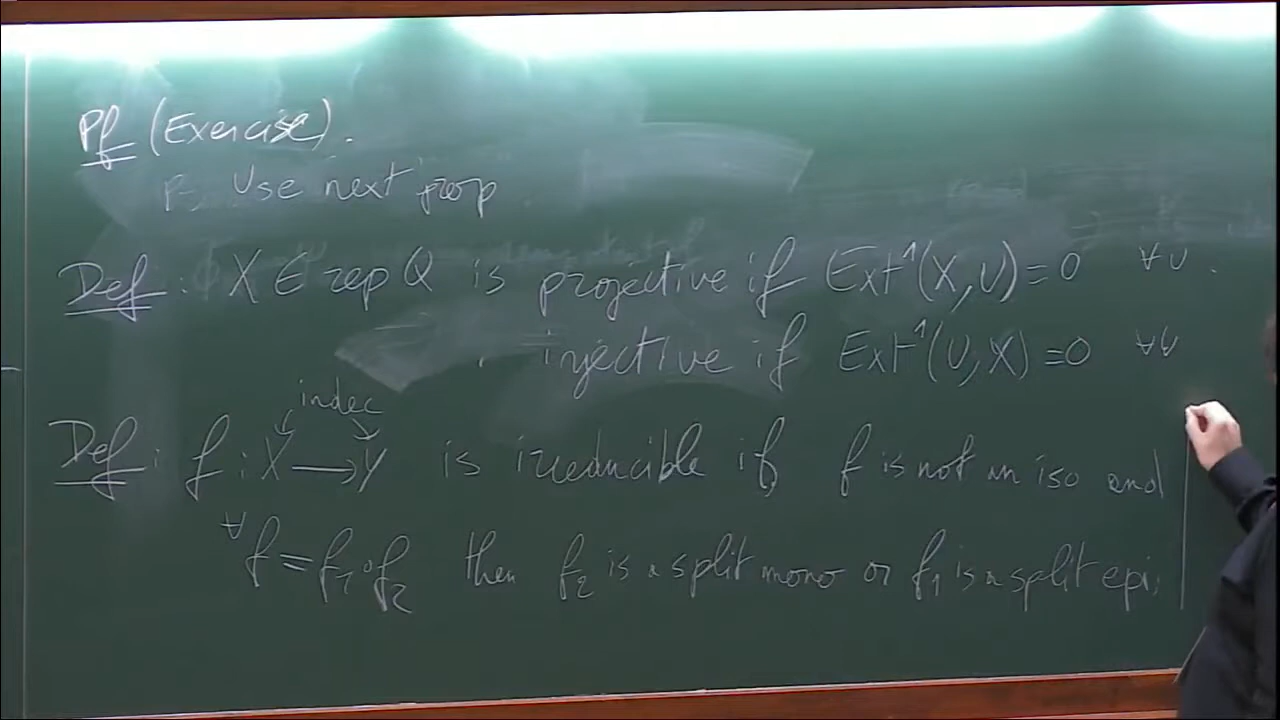 Pf (Exercise).
Use next prop
Def: X ∈ rep Q is projective if Ext¹(X,U)=0 ∀U.
injective if Ext¹(U,X)=0 ∀U
indec
Def: f: X → Y is irreducible if f is not an iso and
∀ f = f₁∘f₂ then f₂ is a split mono or f₁ is a split epi,